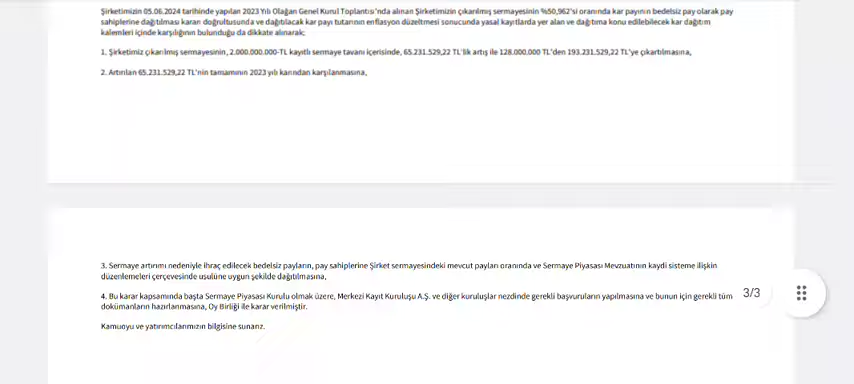 Şirketimizin 05.06.2024 tarihinde yapılan 2023 Yılı Olağan Genel Kurul Toplantısı'nda alınan Şirketimizin çıkarılmış sermayesinin %50,962'si oranında kar payının bedelsiz pay olarak pay
sahiplerine dağıtılması kararı doğrultusunda ve dağıtılacak kar payı tutarının enflasyon düzeltmesi sonucunda yasal kayıtlarda yer alan ve dağıtıma konu edilebilecek kar dağıtım
kalemleri içinde karşılığının bulunduğu da dikkate alınarak;
1. Şirketimiz çıkarılmış sermayesinin, 2.000.000.000-TL kayıtlı sermaye tavanı içerisinde, 65.231.529,22 TL'lik artış ile 128.000.000 TL'den 193.231.529,22 TL'ye çıkartılmasına,
2. Artırılan 65.231.529,22 TL'nin tamamının 2023 yılı karından karşılanmasına,
3. Sermaye artırımı nedeniyle ihraç edilecek bedelsiz payların, pay sahiplerine Şirket sermayesindeki mevcut payları oranında ve Sermaye Piyasası Mevzuatının kaydi sisteme ilişkin
düzenlemeleri çerçevesinde usulüne uygun şekilde dağıtılmasına,
4. Bu karar kapsamında başta Sermaye Piyasası Kurulu olmak üzere, Merkezi Kayıt Kuruluşu A.Ş. ve diğer kuruluşlar nezdinde gerekli başvuruların yapılmasına ve bunun için gerekli tüm
dokümanların hazırlanmasına, Oy Birliği ile karar verilmiştir.
Kamuoyu ve yatırımcılarımızın bilgisine sunarız.
3/3